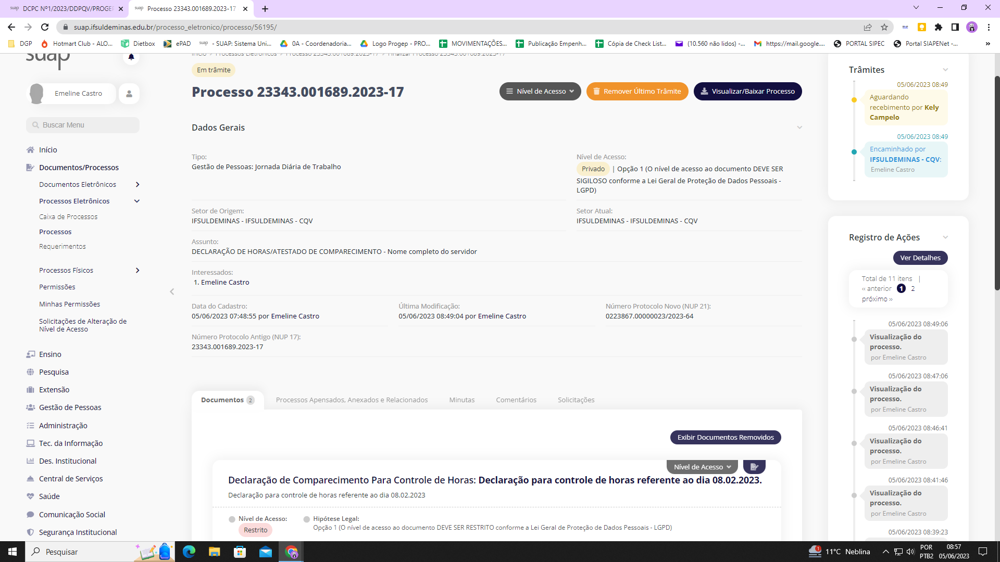 suap DCPC Nº1/2023/DDPQV/PROGEP
suap Processo 23343.001689.2023-17
suap.ifsuldeminas.edu.br/processo_eletronico/processo/56195/
DGP
Hotmart Club - ALO...
Dietbox
ePAD
suap - SUAP: Sistema Uni...
0A - Coordenadoria...
Logo Progep - PRO...
MOVIMENTAÇÕES...
Publicação Empenh...
Cópia de Check List...
(10.560 não lidos) -...
https://mail.google....
PORTAL SIPEC
Portal SIAPENet -...
»
suap
Emeline Castro
Buscar Menu
Início
Documentos/Processos
Documentos Eletrônicos
Processos Eletrônicos
Caixa de Processos
Processos
Requerimentos
Processos Físicos
Permissões
Minhas Permissões
Solicitações de Alteração de
Nível de Acesso
Ensino
Pesquisa
Extensão
Gestão de Pessoas
Administração
Tec. da Informação
Des. Institucional
Central de Serviços
Saúde
Comunicação Social
Segurança Institucional
Início > Processos Eletrônicos > Processo 23343.001689.2023-17 > Finalizar Processo 23343.001689.2023-17
Em trâmite
Processo 23343.001689.2023-17
Nível de Acesso
Remover Último Trâmite
Visualizar/Baixar Processo
Dados Gerais
Tipo:
Gestão de Pessoas: Jornada Diária de Trabalho
Nível de Acesso:
Privado | Opção 1 (O nível de acesso ao documento DEVE SER
SIGILOSO conforme a Lei Geral de Proteção de Dados Pessoais -
LGPD)
Setor de Origem:
IFSULDEMINAS - IFSULDEMINAS - CQV
Setor Atual:
IFSULDEMINAS - IFSULDEMINAS - CQV
Assunto:
DECLARAÇÃO DE HORAS/ATESTADO DE COMPARECIMENTO - Nome completo do servidor
Interessados:
1. Emeline Castro
Data do Cadastro:
05/06/2023 07:48:55 por Emeline Castro
Última Modificação:
05/06/2023 08:49:04 por Emeline Castro
Número Protocolo Novo (NUP 21):
0223867.00000023/2023-64
Número Protocolo Antigo (NUP 17):
23343.001689.2023-17
Documentos 2
Processos Apensados, Anexados e Relacionados
Minutas
Comentários
Solicitações
Exibir Documentos Removidos
Nível de Acesso
Declaração de Comparecimento Para Controle de Horas: Declaração para controle de horas referente ao dia 08.02.2023.
Declaração para controle de horas referente ao dia 08.02.2023
Nível de Acesso:
Restrito
Hipótese Legal:
Opção 1 (O nível de acesso ao documento DEVE SER RESTRITO conforme a Lei Geral de Proteção de Dados Pessoais - LGPD)
Trâmites
05/06/2023 08:49
Aguardando
recebimento por Kely
Campelo
05/06/2023 08:49
Encaminhado por
IFSULDEMINAS - CQV:
Emeline Castro
Registro de Ações
Ver Detalhes
Total de 11 itens |
‹‹ anterior 1 2
próximo ››
05/06/2023 08:49:06
Visualização do
processo.
por Emeline Castro
05/06/2023 08:47:06
Visualização do
processo.
por Emeline Castro
05/06/2023 08:46:41
Visualização do
processo.
por Emeline Castro
05/06/2023 08:41:46
Visualização do
processo.
por Emeline Castro
05/06/2023 08:39:23
Pesquisar
1
11°C Neblina
POR
PTB2
08:57
05/06/2023